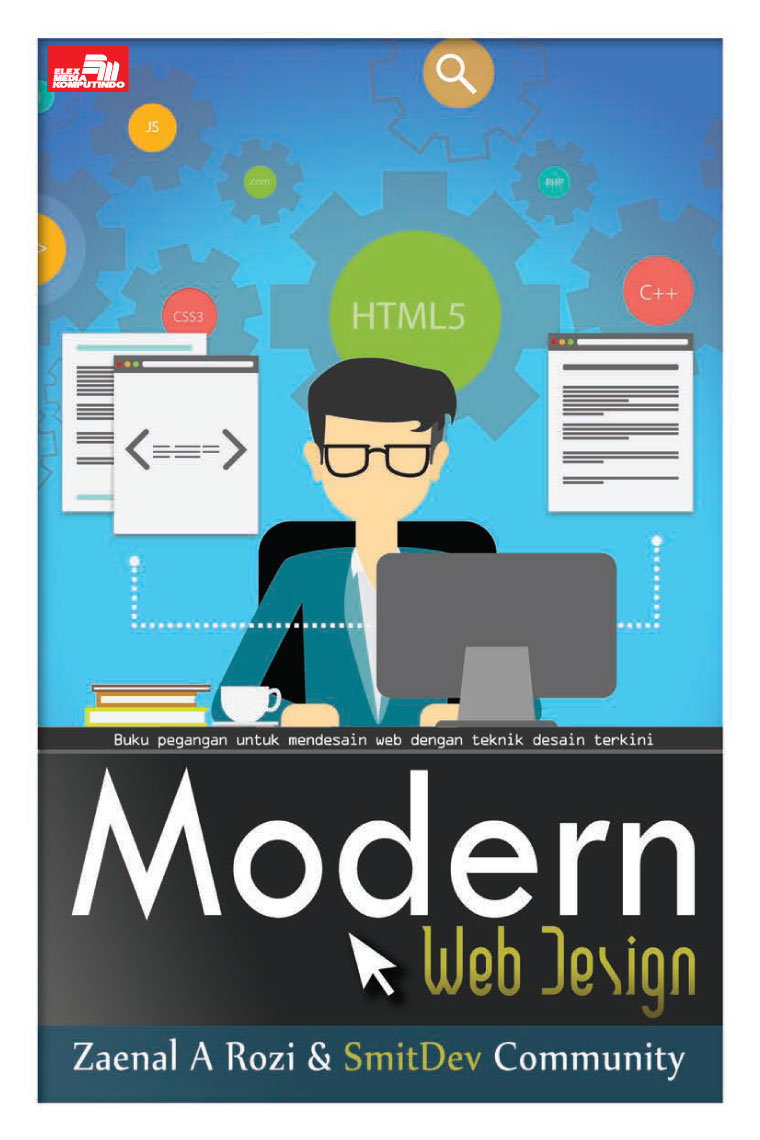 ELEX
MEDIA
KOMPUTINDO
JS
.com
PHP
>
C++
HTML5
CSS3
< === >
Buku pegangan untuk mendesain web dengan teknik desain terkini
Modern
Web Design
Zaenal A Rozi & SmitDev Community